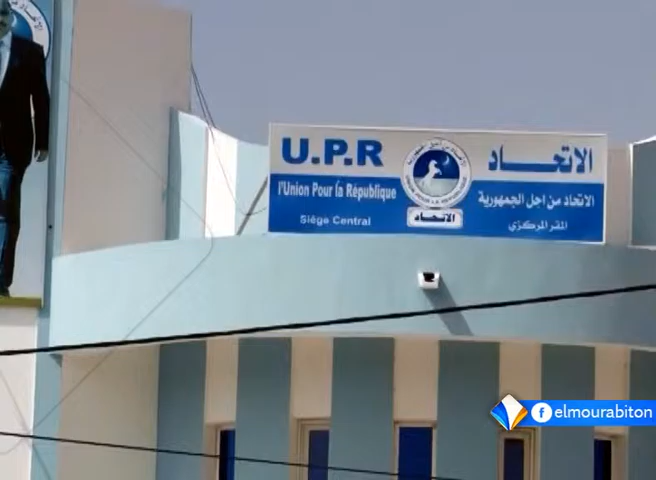 U.P.R
l'Union Pour la République
Siège Central
الاتحاد
الاتحاد من اجل الجمهورية
المقر المركزي
الاتحاد
elmourabiton